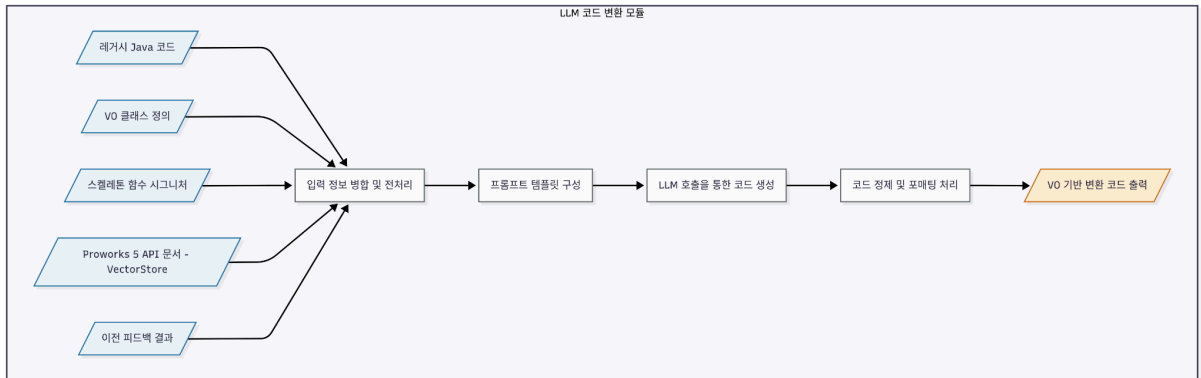 LLM 코드 변환 모듈
레거시 Java 코드
VO 클래스 정의
스켈레톤 함수 시그니처
입력 정보 병합 및 전처리
프롬프트 템플릿 구성
LLM 호출을 통한 코드 생성
코드 정제 및 포매팅 처리
VO 기반 변환 코드 출력
Proworks 5 API 문서 -
VectorStore
이전 피드백 결과